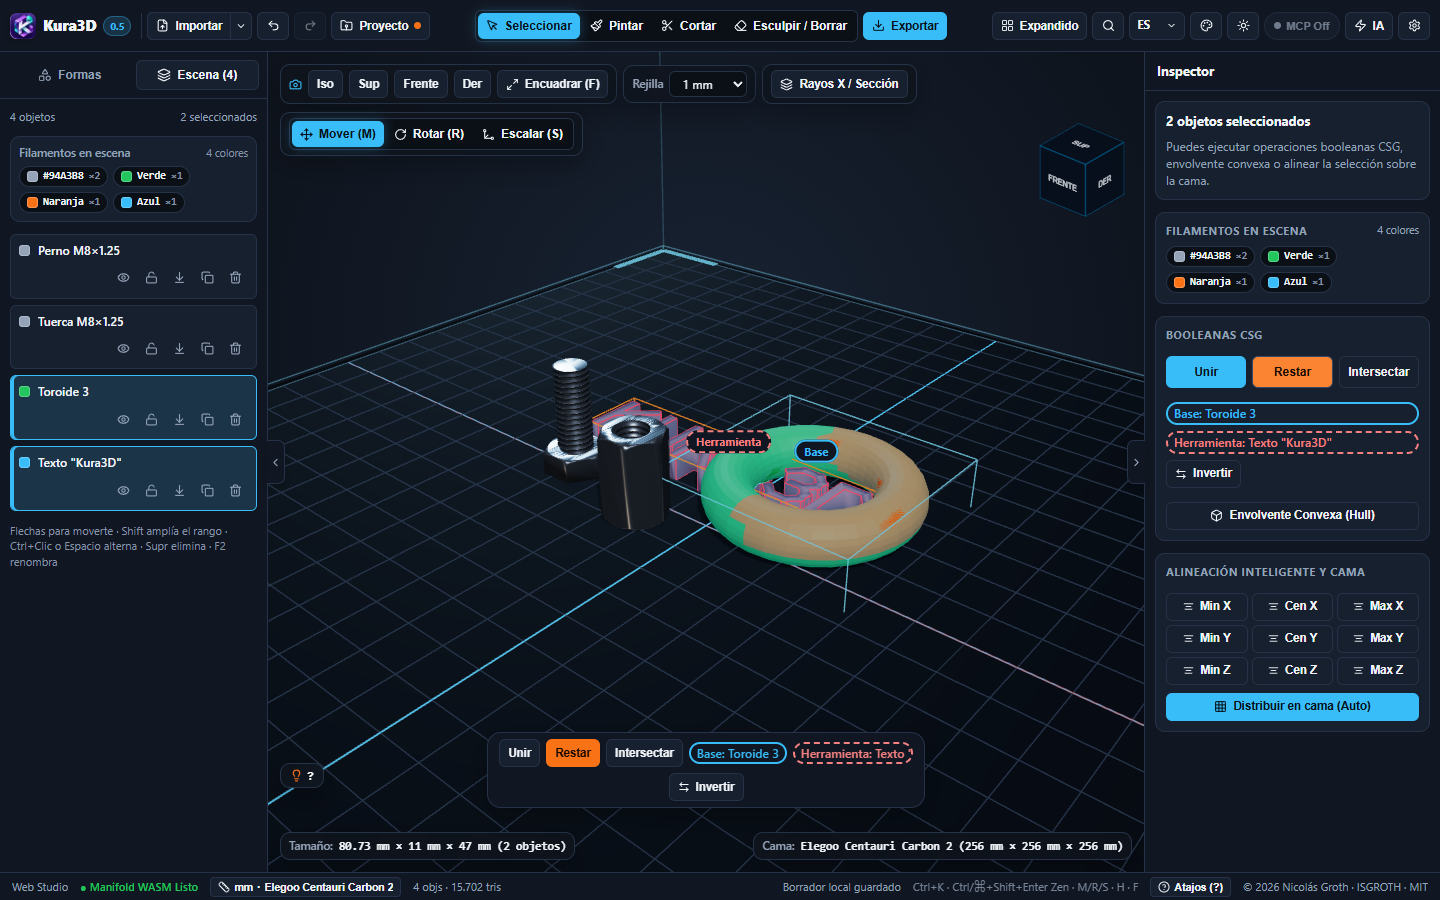 Kura3D 0.5 Importar Proyecto Seleccionar Pintar Cortar Esculpir / Borrar Exportar Expandido ES MCP Off IA
Formas Escena (4)
4 objetos 2 seleccionados
Filamentos en escena 4 colores
#94A3B8 ×2 Verde ×1
Naranja ×1 Azul ×1
Perno M8×1.25
Tuerca M8×1.25
Toroide 3
Texto "Kura3D"
Flechas para moverte · Shift amplía el rango ·
Ctrl+Clic o Espacio alterna · Supr elimina · F2
renombra
Iso Sup Frente Der Encuadrar (F) Rejilla 1 mm Rayos X / Sección
Mover (M) Rotar (R) Escalar (S)
SUP
FRENTE DER
Herramienta
Base
Unir Restar Intersectar Base: Toroide 3 Herramienta: Texto "
Invertir
?
Tamaño: 80.73 mm × 11 mm × 47 mm (2 objetos)
Cama: Elegoo Centauri Carbon 2 (256 mm × 256 mm × 256 mm)
Inspector
2 objetos seleccionados
Puedes ejecutar operaciones booleanas CSG,
envolvente convexa o alinear la selección sobre
la cama.
FILAMENTOS EN ESCENA 4 colores
#94A3B8 ×2 Verde ×1
Naranja ×1 Azul ×1
BOOLEANAS CSG
Unir Restar Intersectar
Base: Toroide 3
Herramienta: Texto "Kura3D"
Invertir
Envolvente Convexa (Hull)
ALINEACIÓN INTELIGENTE Y CAMA
Min X Cen X Max X
Min Y Cen Y Max Y
Min Z Cen Z Max Z
Distribuir en cama (Auto)
Web Studio Manifold WASM Listo mm · Elegoo Centauri Carbon 2 4 objs · 15.702 tris Borrador local guardado Ctrl+K · Ctrl/⌘+Shift+Enter Zen · M/R/S · H · F Atajos (?) © 2026 Nicolás Groth · ISGROTH · MIT